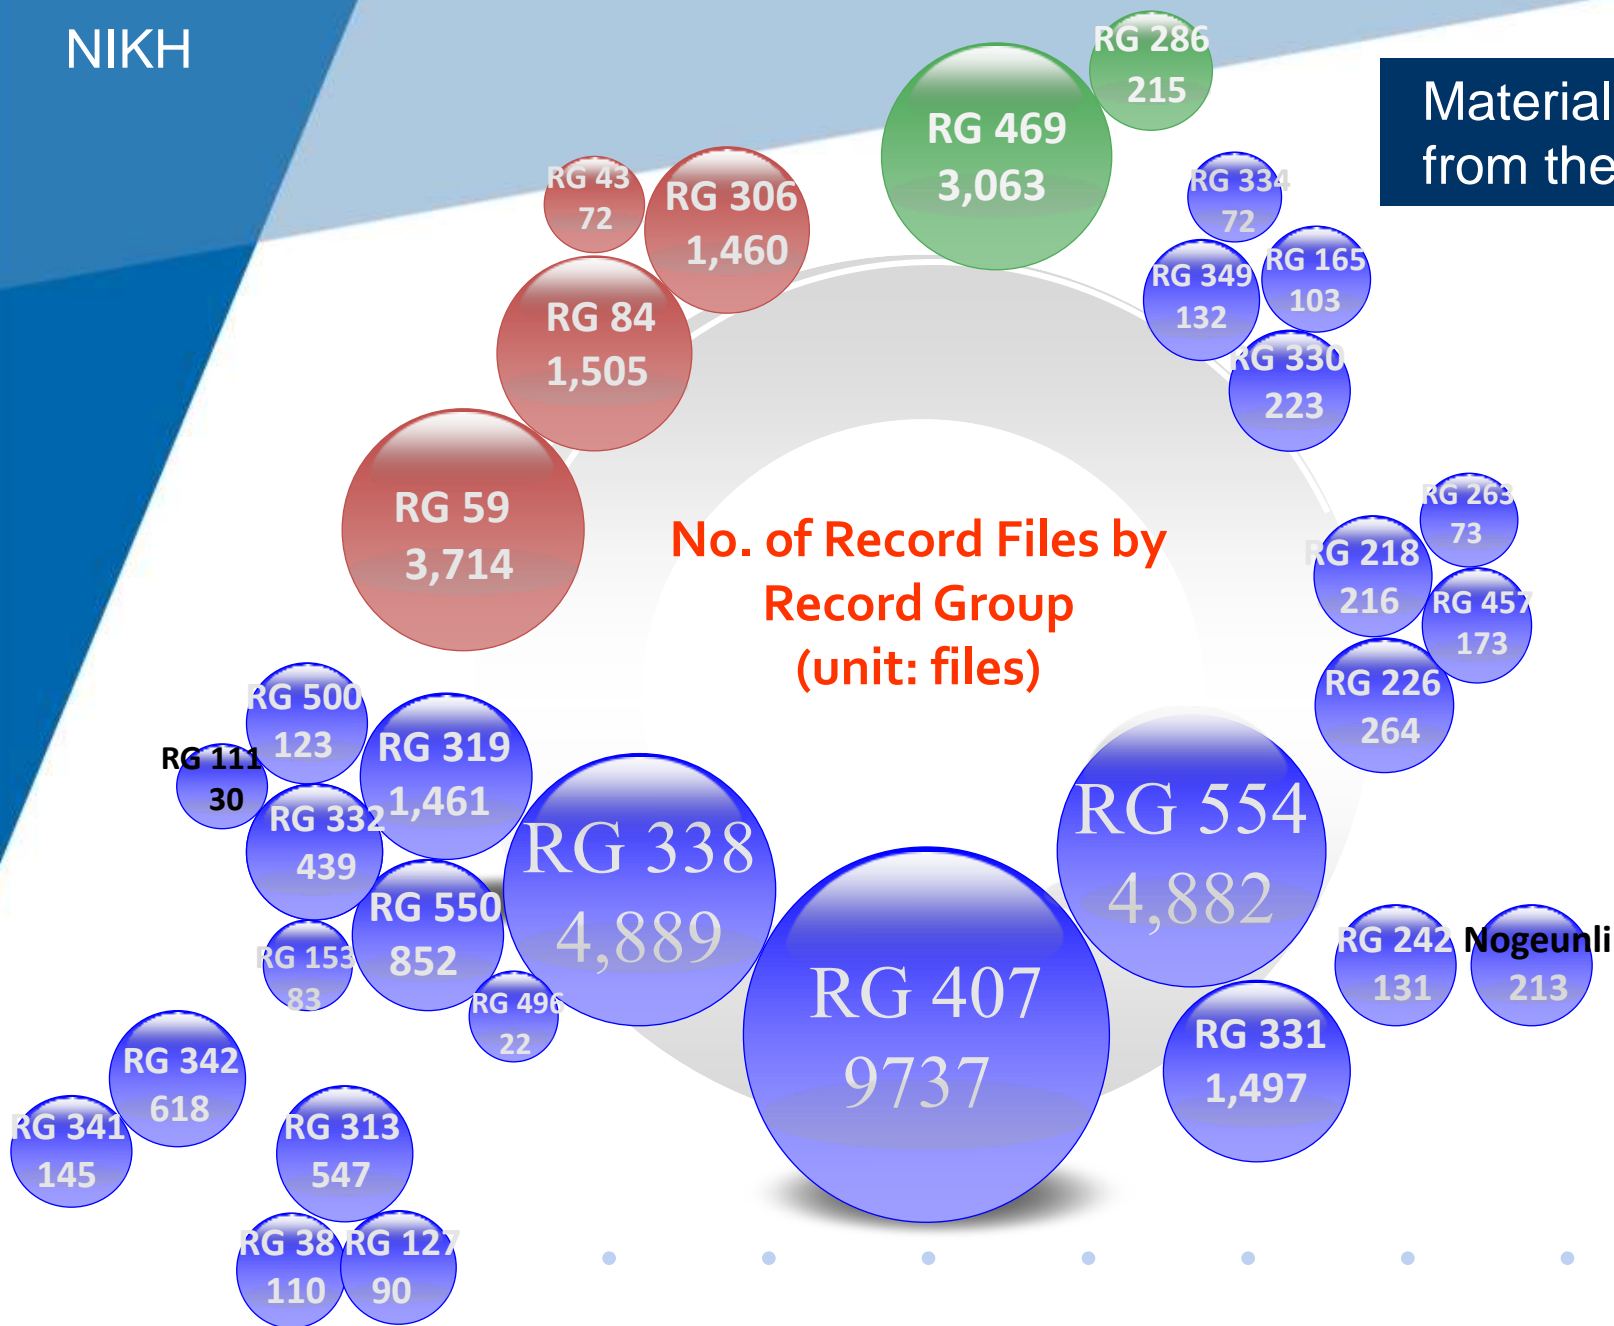 NIKH
RG 286
215
Material
from the
RG 469
3,063
RG 43
72
RG 306
1,460
RG 334
72
RG 84
1,505
RG 349
132
RG 165
103
RG 330
223
RG 59
3,714
No. of Record Files by
Record Group
(unit: files)
RG 263
73
RG 218
216
RG 457
173
RG 226
264
RG 500
123
RG 111
30
RG 319
1,461
RG 332
439
RG 338
4,889
RG 554
4,882
RG 550
852
RG 153
83
RG 496
22
RG 407
9737
RG 242
131
Nogeunli
213
RG 331
1,497
RG 342
618
RG 341
145
RG 313
547
RG 38
110
RG 127
90